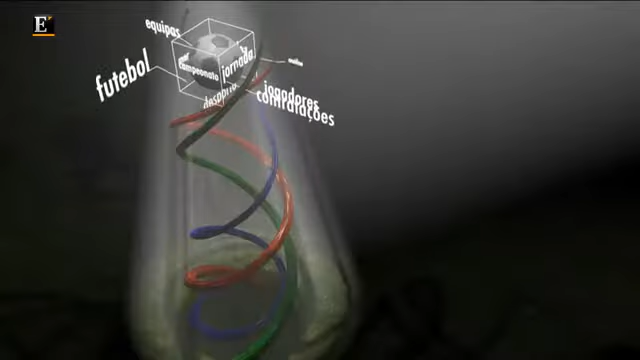 E
equipas
futebol
campeonato
jornada
desporto
jogadores
contratações